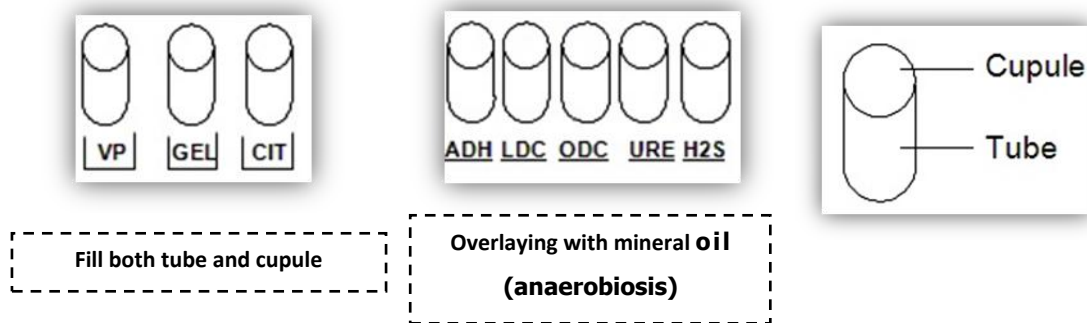 VP GEL CIT
Fill both tube and cupule
ADH LDC ODC URE H2S
Overlaying with mineral oil
(anaerobiosis)
Cupule
Tube